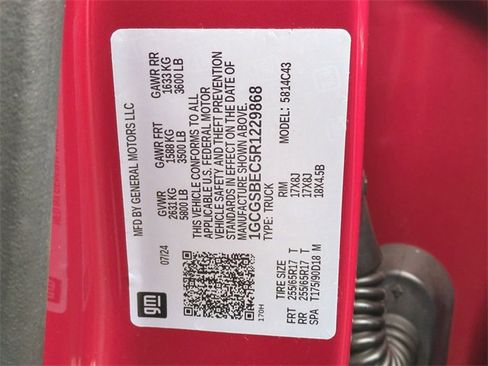 MFD BY GENERAL MOTORS LLC
07/24
GVWR GAWR FRT GAWR RR
2631 KG 1588 KG 1633 KG
5800 LB 3500 LB 3600 LB
THIS VEHICLE CONFORMS TO ALL
APPLICABLE U.S. FEDERAL MOTOR
VEHICLE SAFETY AND THEFT PREVENTION
STANDARDS IN EFFECT ON THE DATE OF
MANUFACTURE SHOWN ABOVE.
1GCGSBEC5R1229868
TYPE: TRUCK MODEL: 5814C43
gm
170H
TIRE SIZE RIM
FRT 255/65R17 T 17X8J
RR 255/65R17 T 17X8J
SPA T175/90D18 M 18X4.5B